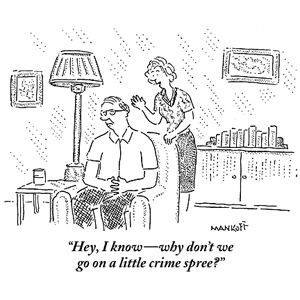 MANKOFF
“Hey, I know—why don’t we
go on a little crime spree?”